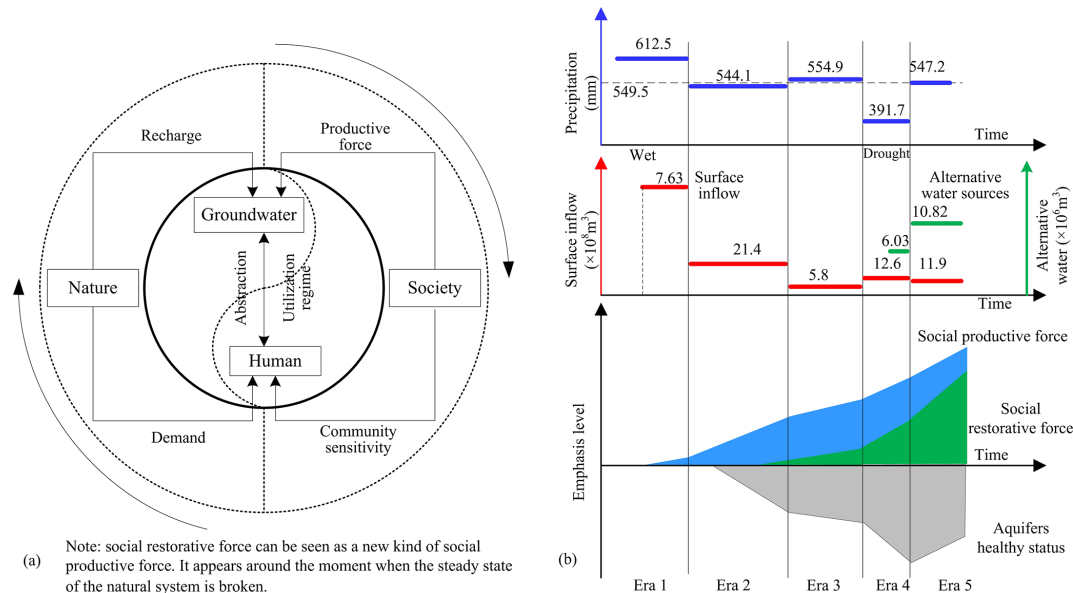 Recharge
Productive
force
Groundwater
Abstraction
Utilization
regime
Nature
Society
Human
Demand
Community
sensitivity
(a)
Note: social restorative force can be seen as a new kind of social
productive force. It appears around the moment when the steady state
of the natural system is broken.
Precipitation
(mm)
612.5
549.5
544.1
554.9
391.7
547.2
Time
Wet
Drought
Surface inflow
(×10⁸m³)
7.63
Surface
inflow
21.4
5.8
12.6
11.9
6.03
10.82
Alternative
water sources
Alternative
water (×10⁶m³)
Time
Emphasis level
Social productive force
Social
restorative force
Time
Aquifers
healthy status
(b)
Era 1
Era 2
Era 3
Era 4
Era 5